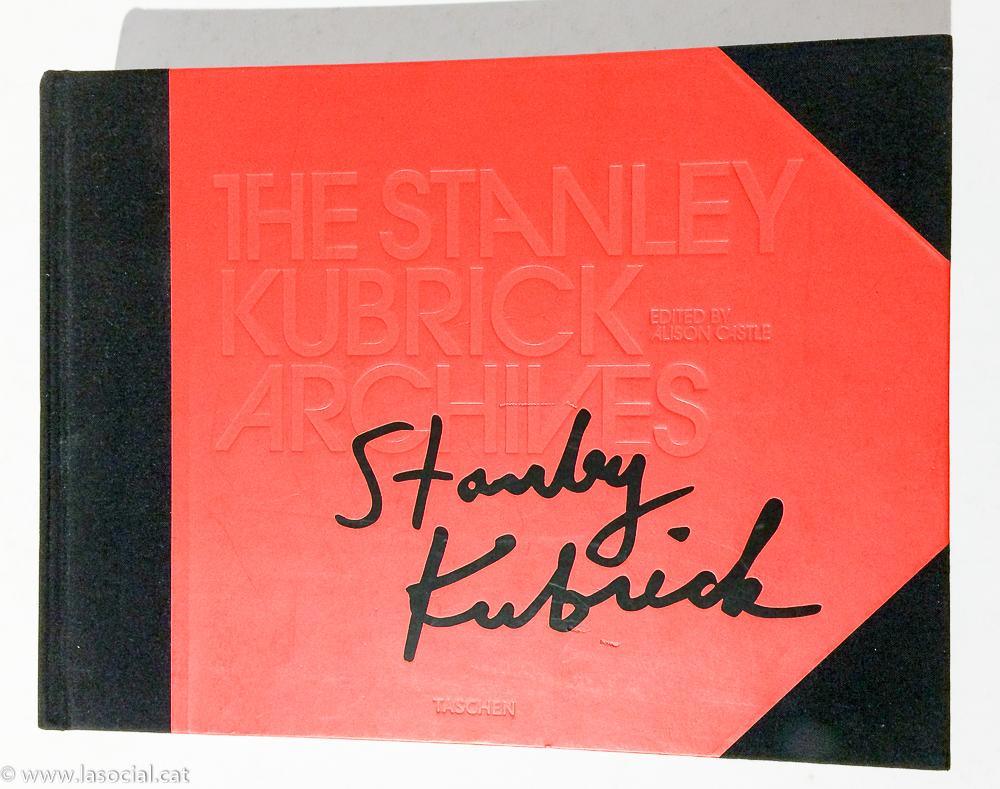 THE STANLEY
KUBRICK
EDITED BY
ALISON CASTLE
ARCHIVES
Stanley
Kubrick
TASCHEN
© www.lasocial.cat